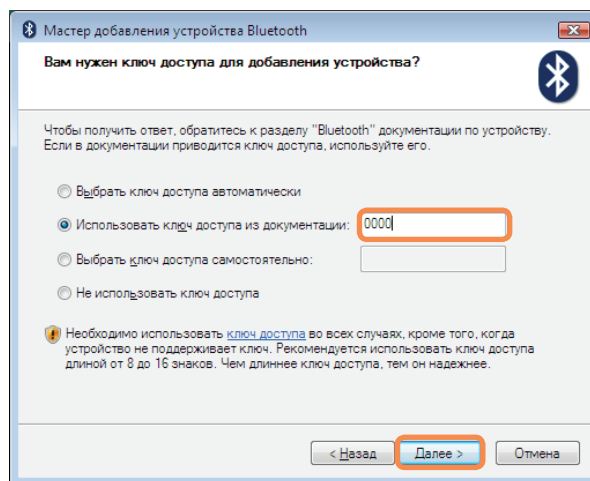 Мастер добавления устройства Bluetooth
Вам нужен ключ доступа для добавления устройства?
Чтобы получить ответ, обратитесь к разделу "Bluetooth" документации по устройству.
Если в документации приводится ключ доступа, используйте его.
Выбрать ключ доступа автоматически
Использовать ключ доступа из документации: 0000
Выбрать ключ доступа самостоятельно:
Не использовать ключ доступа
Необходимо использовать ключ доступа во всех случаях, кроме того, когда
устройство не поддерживает ключ. Рекомендуется использовать ключ доступа
длиной от 8 до 16 знаков. Чем длиннее ключ доступа, тем он надежнее.
< Назад Далее > Отмена